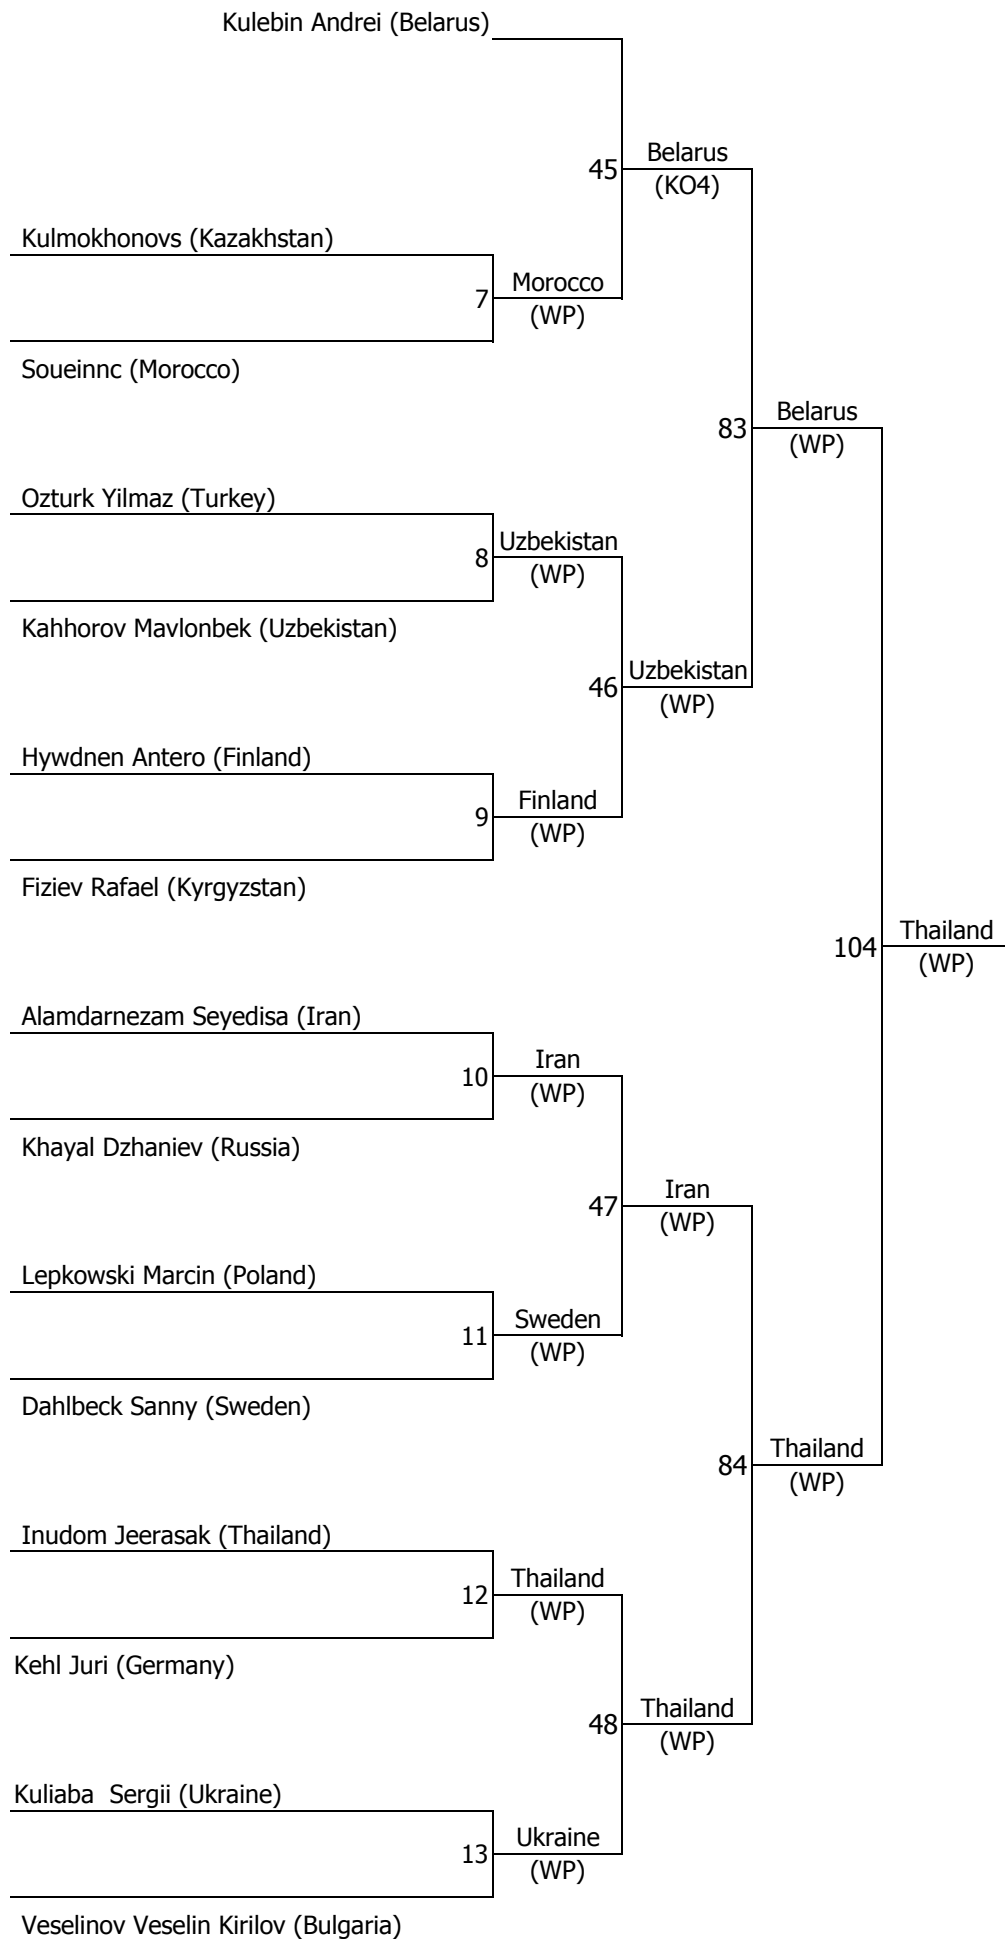 Kulebin Andrei (Belarus)
45
Belarus
(KO4)
Kulmokhonovs (Kazakhstan)
7
Morocco
(WP)
Soueinnc (Morocco)
83
Belarus
(WP)
Ozturk Yilmaz (Turkey)
8
Uzbekistan
(WP)
Kahhorov Mavlonbek (Uzbekistan)
46
Uzbekistan
(WP)
Hywdnen Antero (Finland)
9
Finland
(WP)
Fiziev Rafael (Kyrgyzstan)
104
Thailand
(WP)
Alamdarnezam Seyedisa (Iran)
10
Iran
(WP)
Khayal Dzhaniev (Russia)
47
Iran
(WP)
Lepkowski Marcin (Poland)
11
Sweden
(WP)
Dahlbeck Sanny (Sweden)
84
Thailand
(WP)
Inudom Jeerasak (Thailand)
12
Thailand
(WP)
Kehl Juri (Germany)
48
Thailand
(WP)
Kuliaba  Sergii (Ukraine)
13
Ukraine
(WP)
Veselinov Veselin Kirilov (Bulgaria)